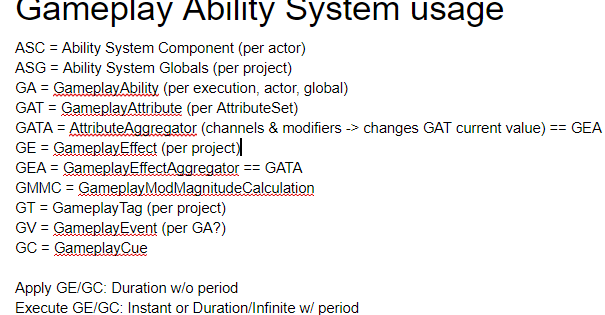 Gameplay Ability System usage
ASC = Ability System Component (per actor)
ASG = Ability System Globals (per project)
GA = GameplayAbility (per execution, actor, global)
GAT = GameplayAttribute (per AttributeSet)
GATA = AttributeAggregator (channels & modifiers -> changes GAT current value) == GEA
GE = GameplayEffect (per project)
GEA = GameplayEffectAggregator == GATA
GMMC = GameplayModMagnitudeCalculation
GT = GameplayTag (per project)
GV = GameplayEvent (per GA?)
GC = GameplayCue
Apply GE/GC: Duration w/o period
Execute GE/GC: Instant or Duration/Infinite w/ period